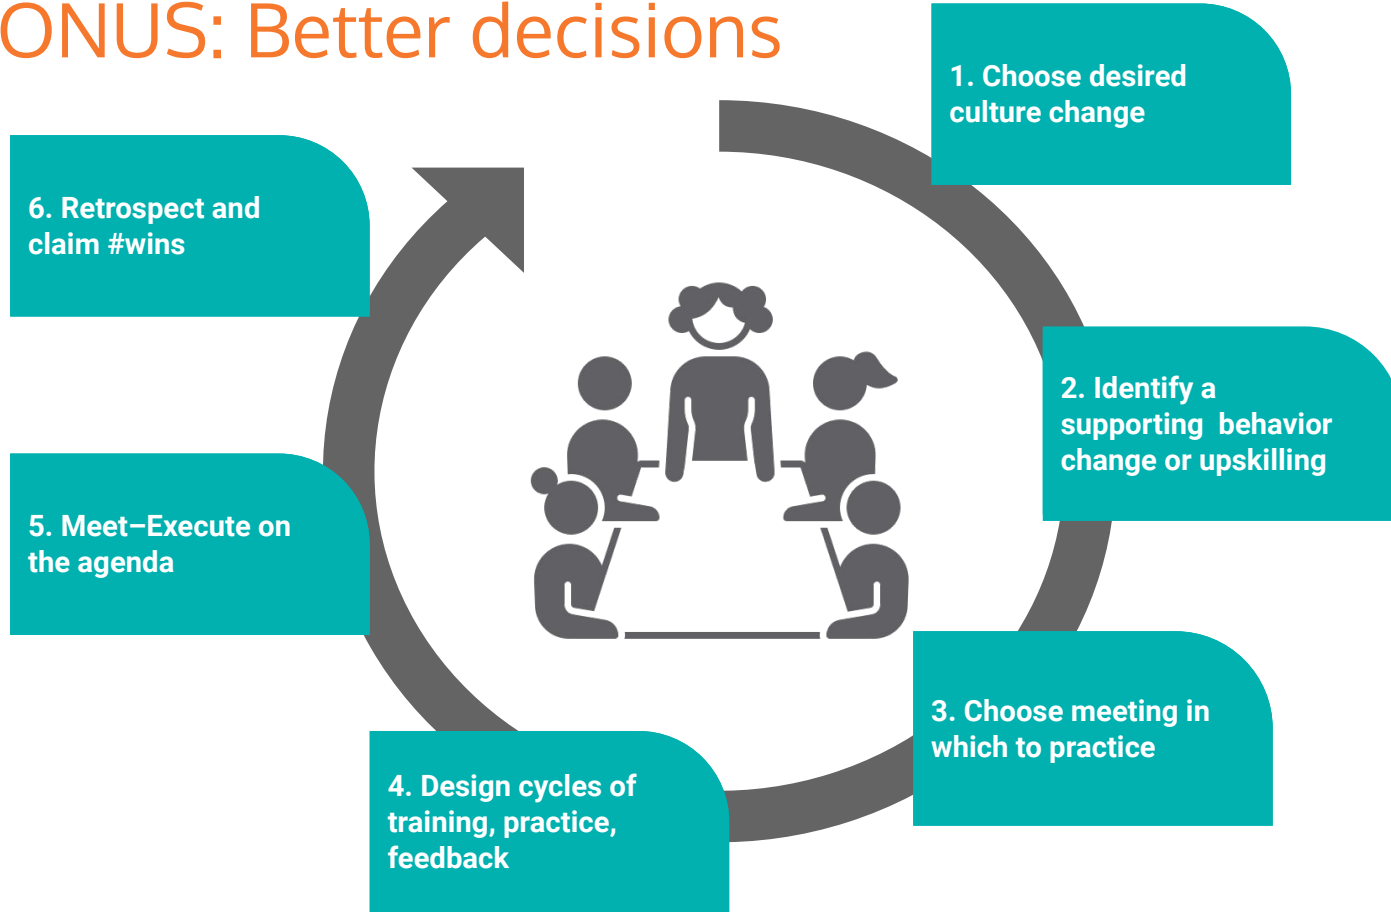 ONUS: Better decisions
1. Choose desired
culture change
2. Identify a
supporting  behavior
change or upskilling
3. Choose meeting in
which to practice
4. Design cycles of
training, practice,
feedback
5. Meet–Execute on
the agenda
6. Retrospect and
claim #wins